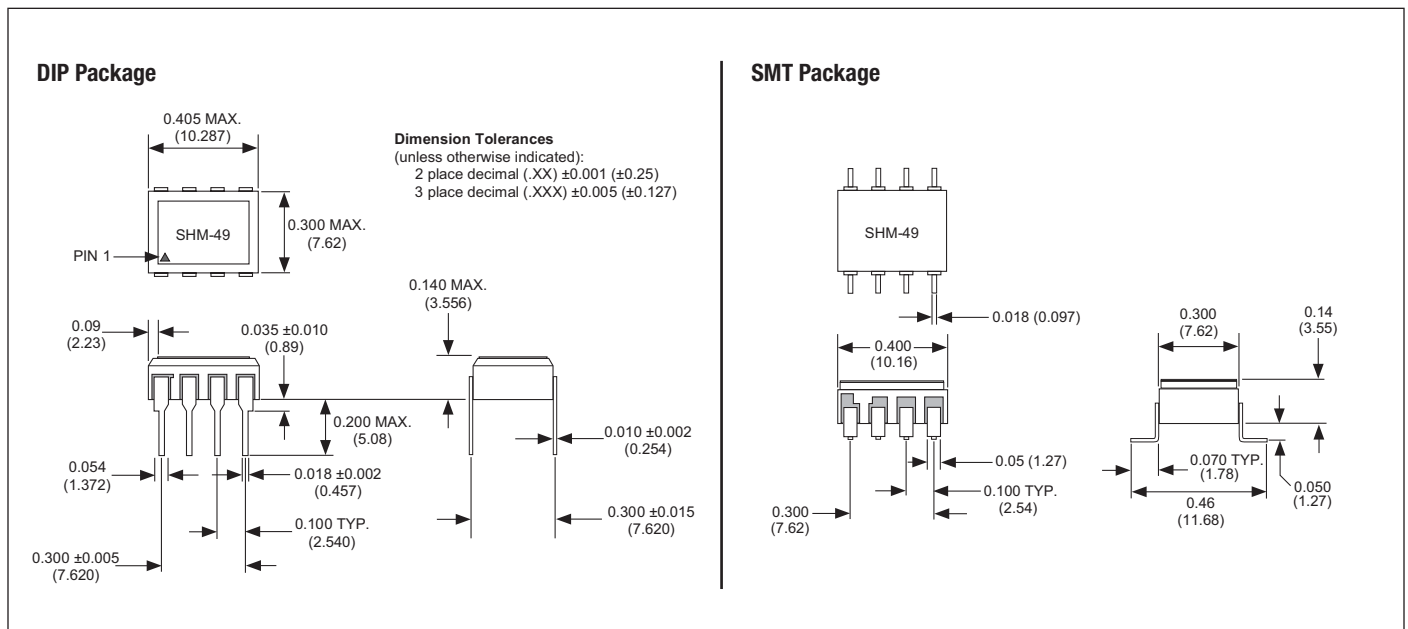 DIP Package
0.405 MAX.
(10.287)
Dimension Tolerances
(unless otherwise indicated):
2 place decimal (.XX) ±0.001 (±0.25)
3 place decimal (.XXX) ±0.005 (±0.127)
SHM-49
0.300 MAX.
(7.62)
PIN 1
0.140 MAX.
(3.556)
0.09
(2.23)
0.035 ±0.010
(0.89)
0.200 MAX.
(5.08)
0.010 ±0.002
(0.254)
0.054
(1.372)
0.018 ±0.002
(0.457)
0.100 TYP.
(2.540)
0.300 ±0.015
(7.620)
0.300 ±0.005
(7.620)
SMT Package
SHM-49
0.018 (0.097)
0.400
(10.16)
0.300
(7.62)
0.14
(3.55)
0.05 (1.27)
0.100 TYP.
(2.54)
0.300
(7.62)
0.070 TYP.
(1.78)
0.050
(1.27)
0.46
(11.68)